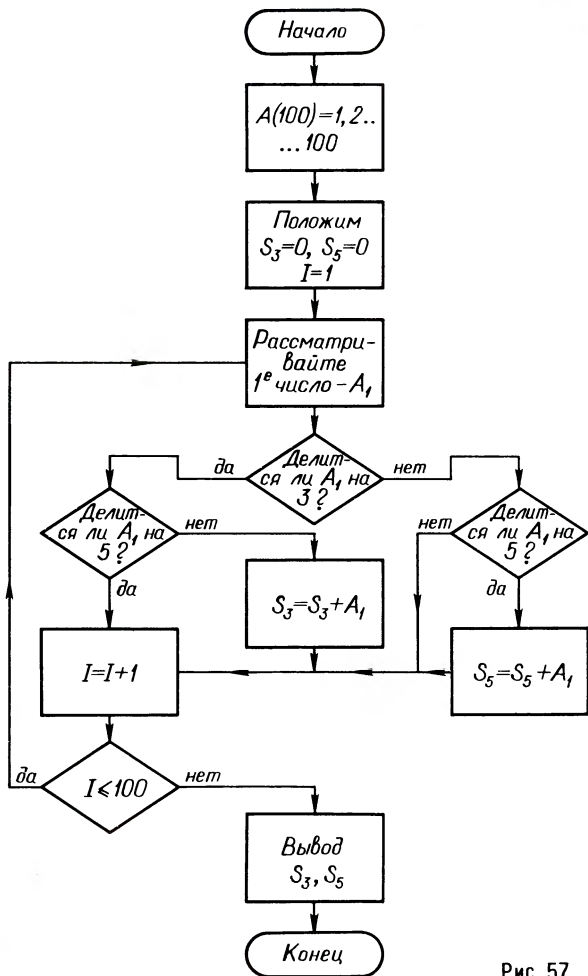 Начало
A(100)=1,2..
...100
Положим
S₃=0, S₅=0
I=1
Рассматри-
вайте
1ᵉ число-A₁
да
Делит-
ся ли A₁ на
3?
нет
Делит-
ся ли A₁ на
5?
нет
да
S₃=S₃+A₁
нет
Делит-
ся ли A₁ на
5?
да
I=I+1
S₅=S₅+A₁
да
I⩽100
нет
Вывод
S₃, S₅
Конец
Рис. 57